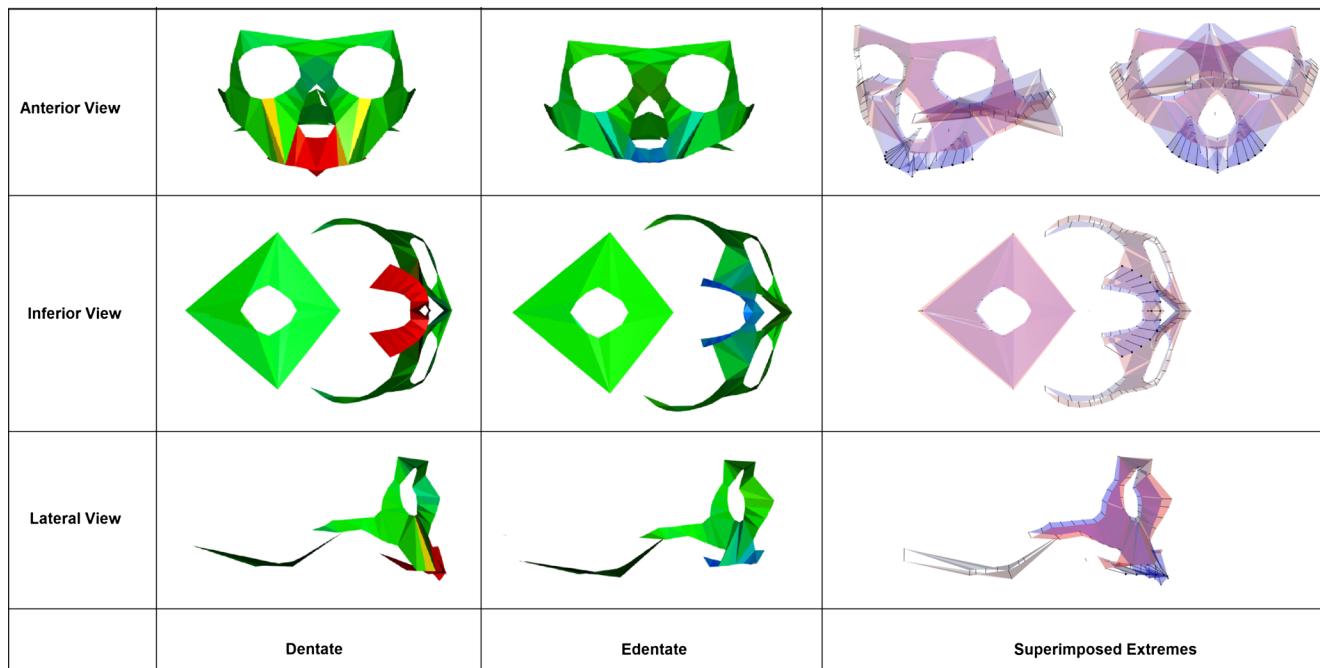 Anterior View
Inferior View
Lateral View
Dentate
Edentate
Superimposed Extremes